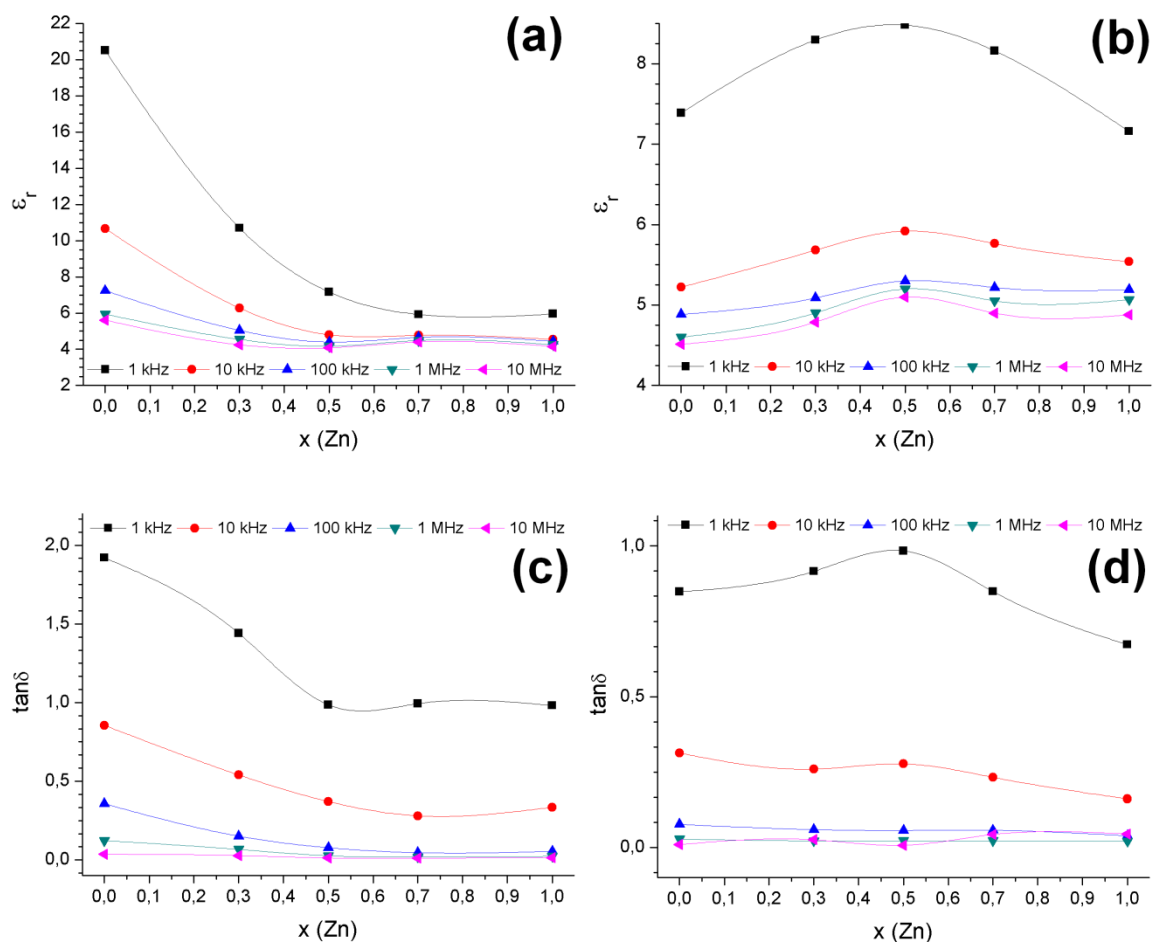 (a)
22
20
18
16
14
12
10
8
6
4
2
εr
1 kHz 10 kHz 100 kHz 1 MHz 10 MHz
0,0 0,1 0,2 0,3 0,4 0,5 0,6 0,7 0,8 0,9 1,0
x (Zn)
(b)
8
7
6
5
4
εr
1 kHz 10 kHz 100 kHz 1 MHz 10 MHz
0,0 0,1 0,2 0,3 0,4 0,5 0,6 0,7 0,8 0,9 1,0
x (Zn)
1 kHz 10 kHz 100 kHz 1 MHz 10 MHz
(c)
2,0
1,5
1,0
0,5
0,0
tanδ
0,0 0,1 0,2 0,3 0,4 0,5 0,6 0,7 0,8 0,9 1,0
x (Zn)
1 kHz 10 kHz 100 kHz 1 MHz 10 MHz
(d)
1,0
0,5
0,0
tanδ
0,0 0,1 0,2 0,3 0,4 0,5 0,6 0,7 0,8 0,9 1,0
x (Zn)